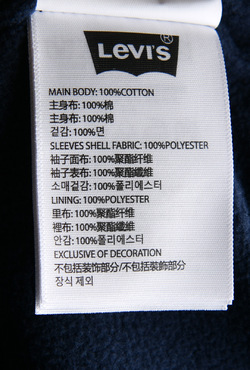 LEVI'S®
MAIN BODY: 100%COTTON
主身布: 100%棉
主身布: 100%棉
겉감: 100%면
SLEEVES SHELL FABRIC: 100%POLYESTER
袖子面布: 100%聚酯纤维
袖子表布: 100%聚酯纖維
소매겉감: 100%폴리에스터
LINING: 100%POLYESTER
里布: 100%聚酯纤维
裡布: 100%聚酯纖維
안감: 100%폴리에스터
EXCLUSIVE OF DECORATION
不包括装饰部分/不包括裝飾部分
장식 제외